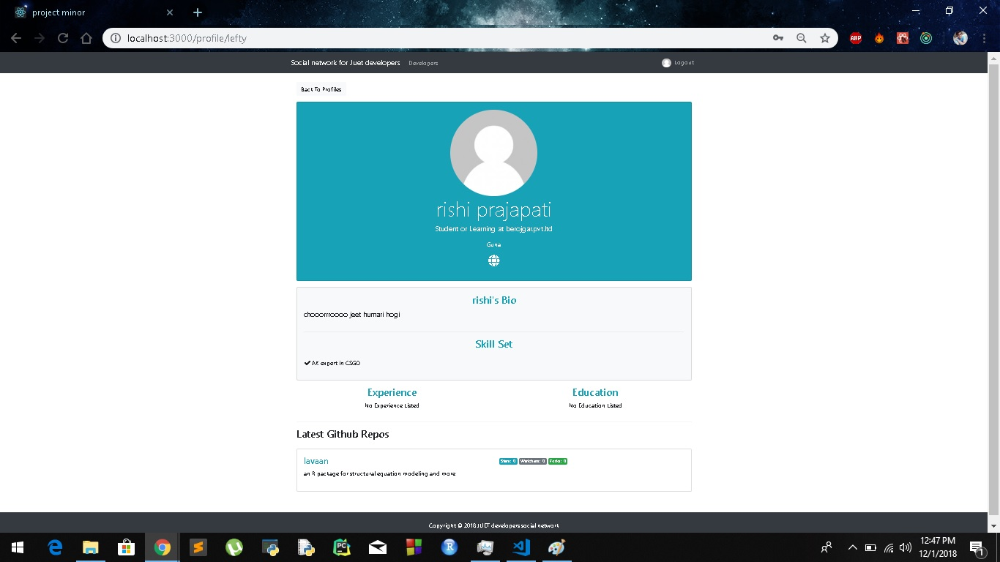 project minor
localhost:3000/profile/lefty
ABP
Social network for Juet developers Developers Logout
Back To Profiles
rishi prajapati
Student or Learning at berojgar.pvt.ltd
Guna
rishi's Bio
chooorrroooo jeet humari hogi
Skill Set
AK expert in CSGO
Experience Education
No Experience Listed No Education Listed
Latest Github Repos
lavaan Stars: 0 Watchers: 0 Forks: 0
an R package for structural equation modeling and more
Copyright © 2018 JUET developers social network
PC
R
12:47 PM
12/1/2018
1